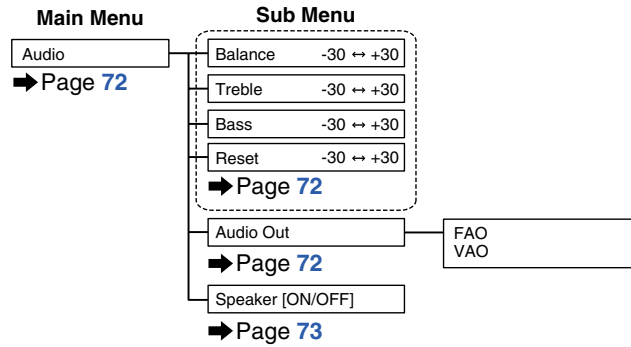 Main Menu
Sub Menu
Audio
➡ Page 72
Balance -30 ↔ +30
Treble -30 ↔ +30
Bass -30 ↔ +30
Reset -30 ↔ +30
➡ Page 72
Audio Out
FAO
VAO
➡ Page 72
Speaker [ON/OFF]
➡ Page 73